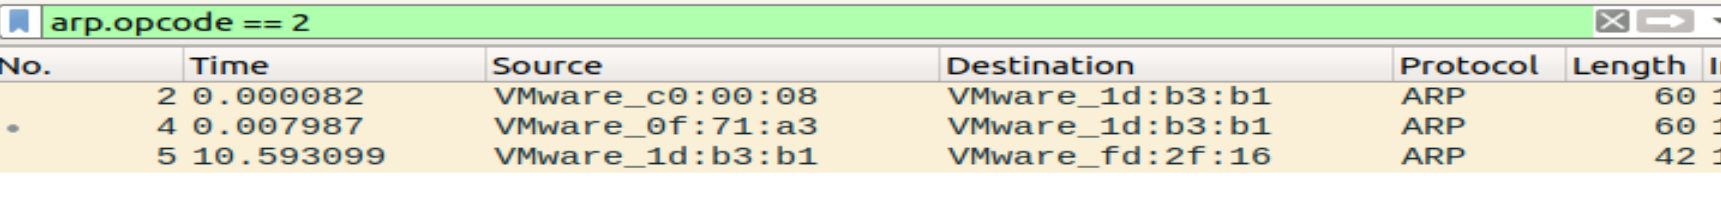 arp.opcode == 2
No. Time Source Destination Protocol Length
2 0.000082 VMware_c0:00:08 VMware_1d:b3:b1 ARP 60
4 0.007987 VMware_0f:71:a3 VMware_1d:b3:b1 ARP 60
5 10.593099 VMware_1d:b3:b1 VMware_fd:2f:16 ARP 42